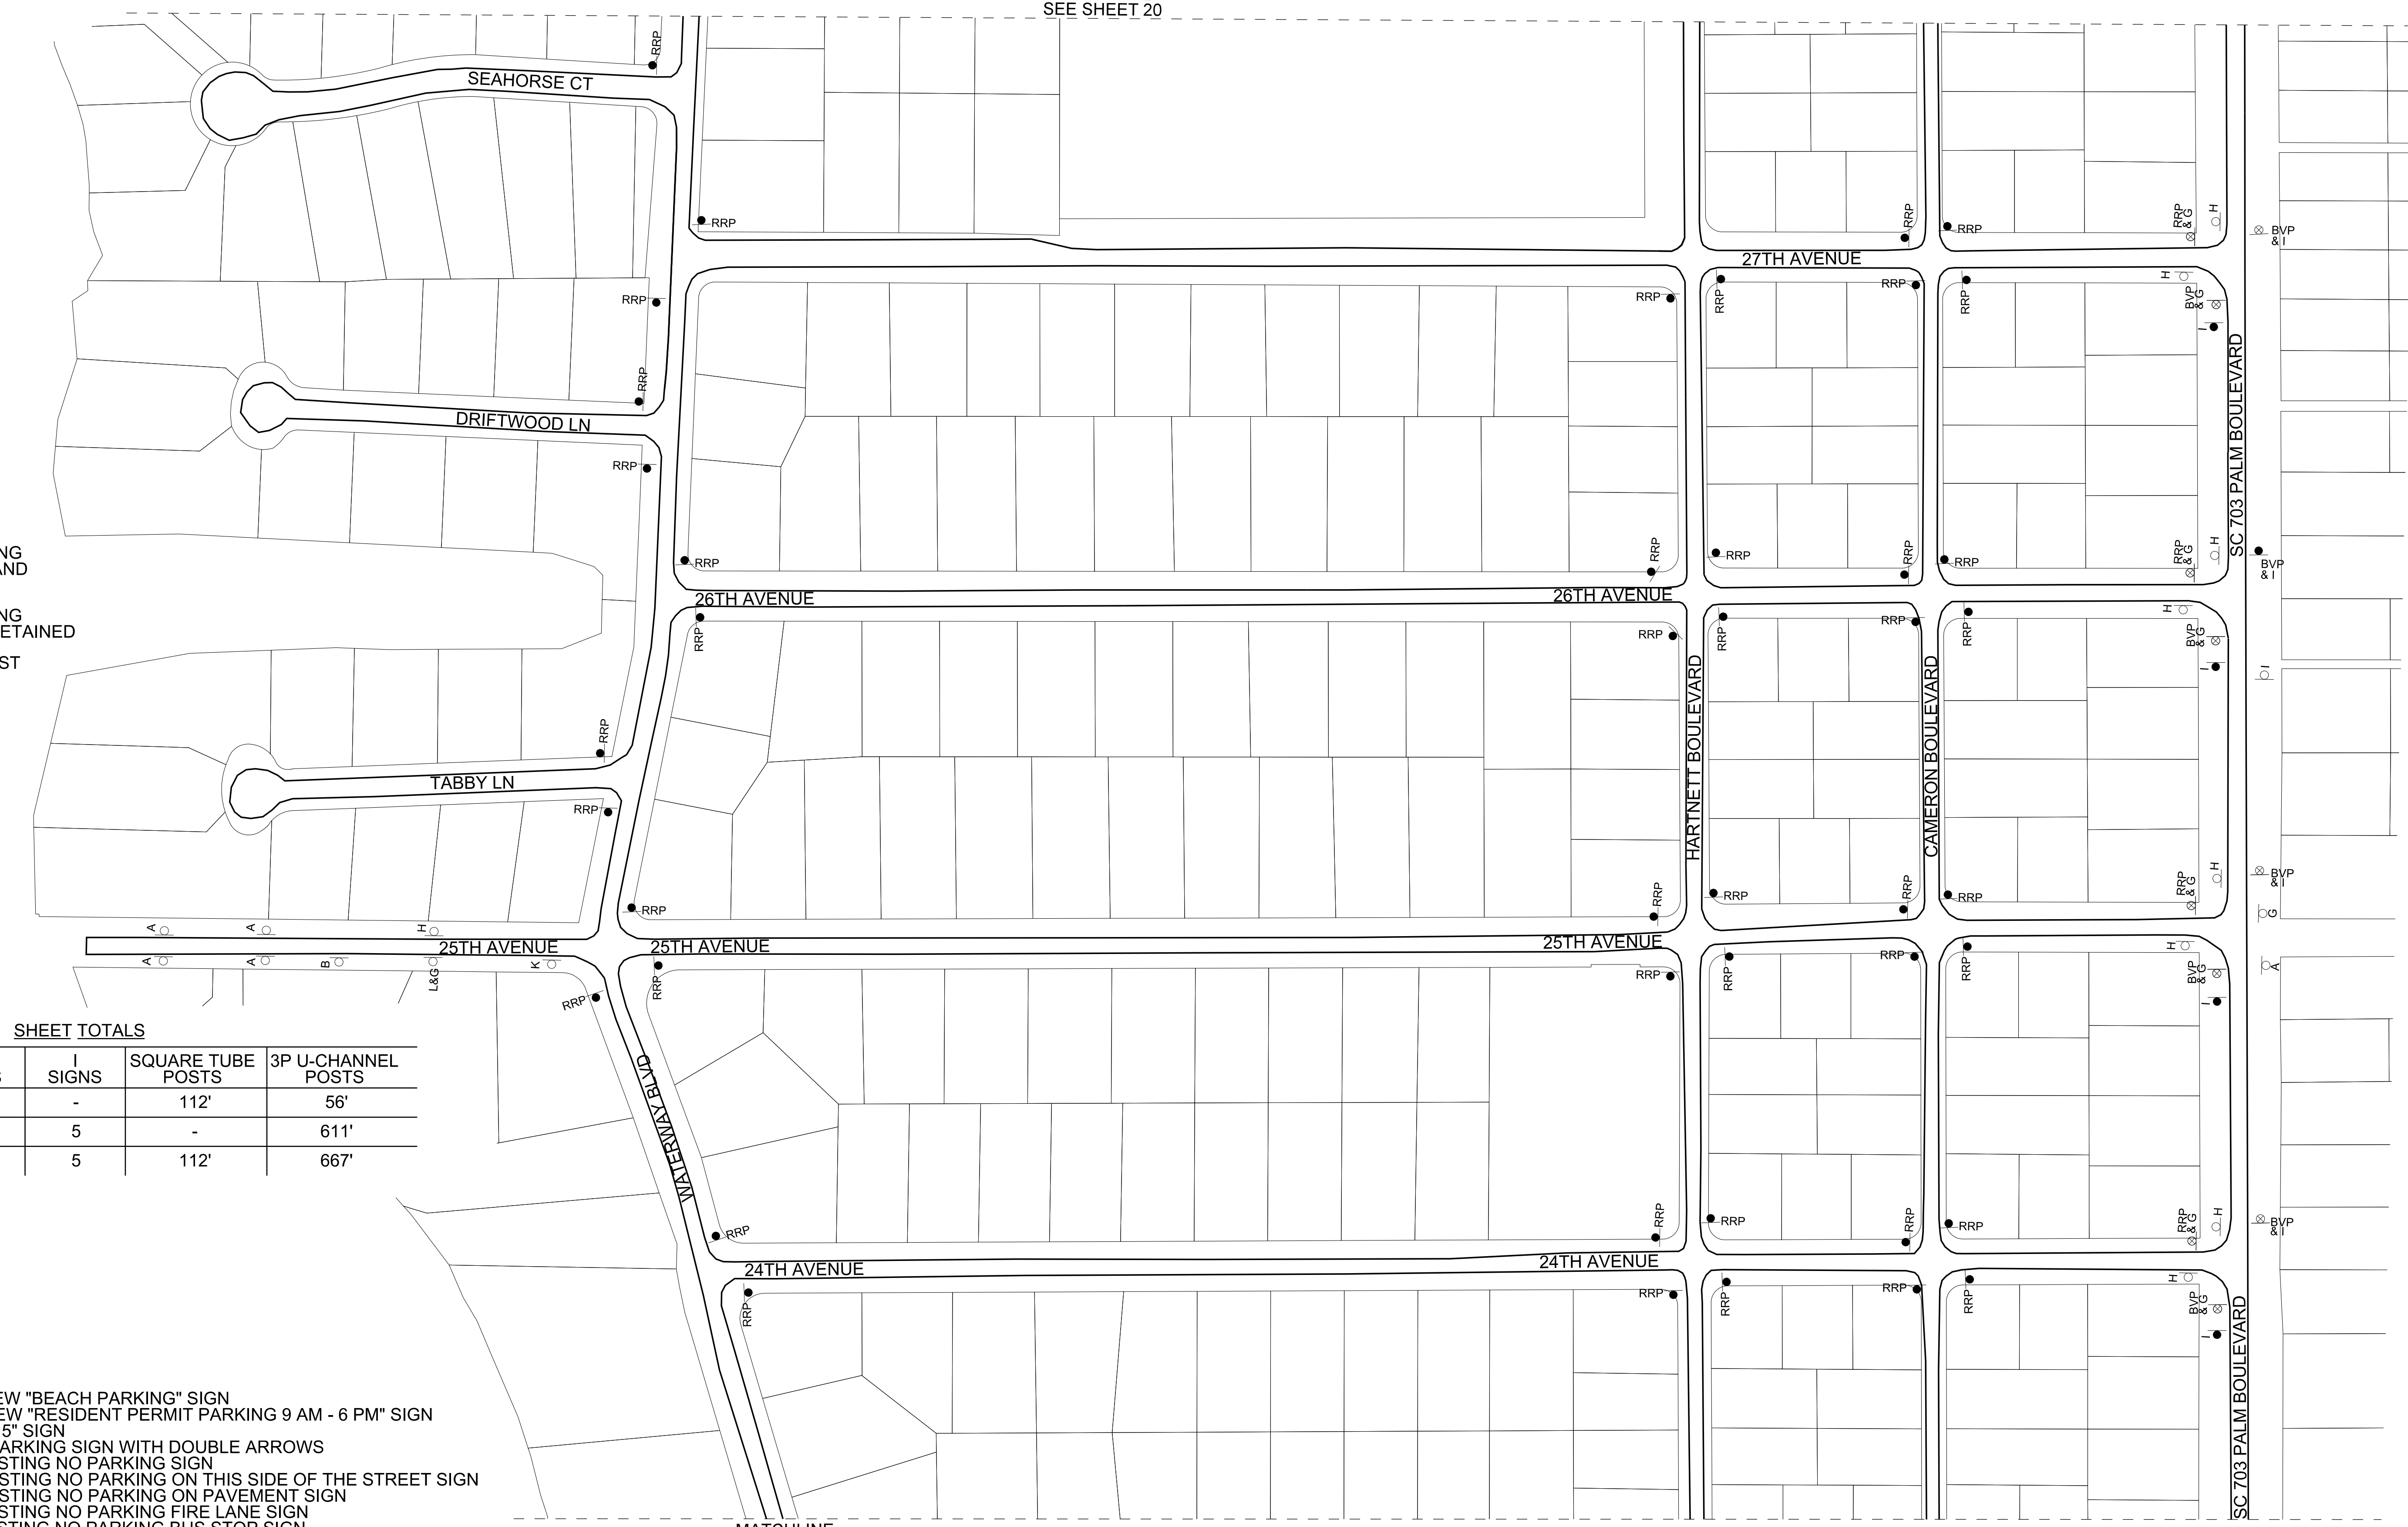 SEE SHEET 20
RRP
SEAHORSE CT
RRP
RRP
RRP
RRP
RRP
& G
H
BVP
& I
27TH AVENUE
RRP
RRP
RRP
RRP
RRP
H
BVP
& G
I
SC 703 PALM BOULEVARD
RRP
DRIFTWOOD LN
RRP
RRP
RRP
RRP
RRP
RRP
RRP
& G
H
BVP
& I
NG
AND
NG
ETAINED
ST
26TH AVENUE
26TH AVENUE
RRP
RRP
RRP
RRP
RRP
H
BVP
& G
I
I
HARTNETT BOULEVARD
CAMERON BOULEVARD
RRP
TABBY LN
RRP
RRP
RRP
RRP
RRP
RRP
RRP
& G
H
BVP
& I
G
A
A
H
25TH AVENUE
25TH AVENUE
25TH AVENUE
A
A
B
L&G
K
RRP
RRP
RRP
RRP
RRP
RRP
H
BVP
& G
I
A
WATERWAY BLVD
SHEET TOTALS
S
I
SIGNS
SQUARE TUBE
POSTS
3P U-CHANNEL
POSTS
- 112' 56'
5 - 611'
5 112' 667'
RRP
RRP
RRP
RRP
RRP
RRP
& G
H
BVP
& I
24TH AVENUE
24TH AVENUE
RRP
RRP
RRP
RRP
RRP
H
BVP
& G
I
SC 703 PALM BOULEVARD
EW "BEACH PARKING" SIGN
EW "RESIDENT PERMIT PARKING 9 AM - 6 PM" SIGN
5" SIGN
ARKING SIGN WITH DOUBLE ARROWS
STING NO PARKING SIGN
STING NO PARKING ON THIS SIDE OF THE STREET SIGN
STING NO PARKING ON PAVEMENT SIGN
STING NO PARKING FIRE LANE SIGN
STING NO PARKING BUS STOP SIGN
MATCHLINE